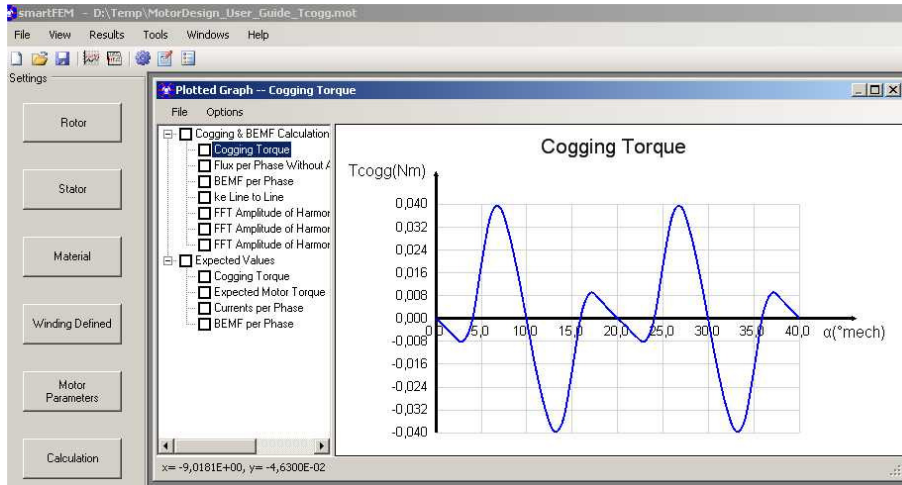 smartFEM - D:\Temp\MotorDesign_User_Guide_Tcogg.mot
File View Results Tools Windows Help
Settings
Rotor
Stator
Material
Winding Defined
Motor
Parameters
Calculation
Plotted Graph -- Cogging Torque
File Options
Cogging & BEMF Calculation
Cogging Torque
Flux per Phase Without A
BEMF per Phase
ke Line to Line
FFT Amplitude of Harmor
FFT Amplitude of Harmor
FFT Amplitude of Harmor
Expected Values
Cogging Torque
Expected Motor Torque
Currents per Phase
BEMF per Phase
Cogging Torque
Tcogg(Nm)
0,040
0,032
0,024
0,016
0,008
0,000
-0,008
-0,016
-0,024
-0,032
-0,040
0,0 5,0 10,0 15,0 20,0 25,0 30,0 35,0 40,0 α(°mech)
x= -9,0181E+00, y= -4,6300E-02